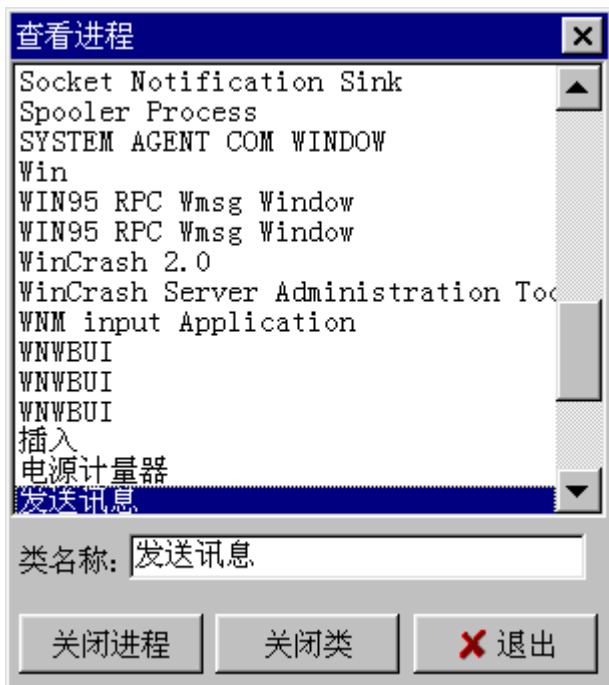 查看进程
Socket Notification Sink
Spooler Process
SYSTEM AGENT COM WINDOW
Win
WIN95 RPC Wmsg Window
WIN95 RPC Wmsg Window
WinCrash 2.0
WinCrash Server Administration Too
WNM input Application
WNWBUI
WNWBUI
WNWBUI
插入
电源计量器
发送讯息
类名称: 发送讯息
关闭进程 关闭类 退出